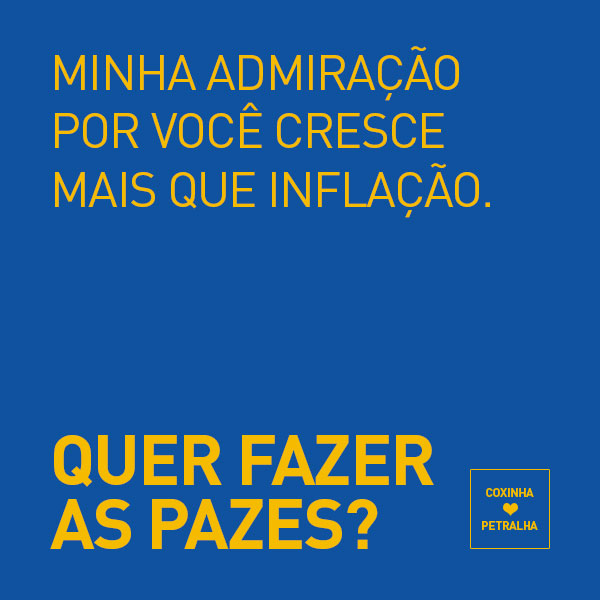 MINHA ADMIRAÇÃO
POR VOCÊ CRESCE
MAIS QUE INFLAÇÃO.
QUER FAZER
AS PAZES?
COXINHA
❤
PETRALHA